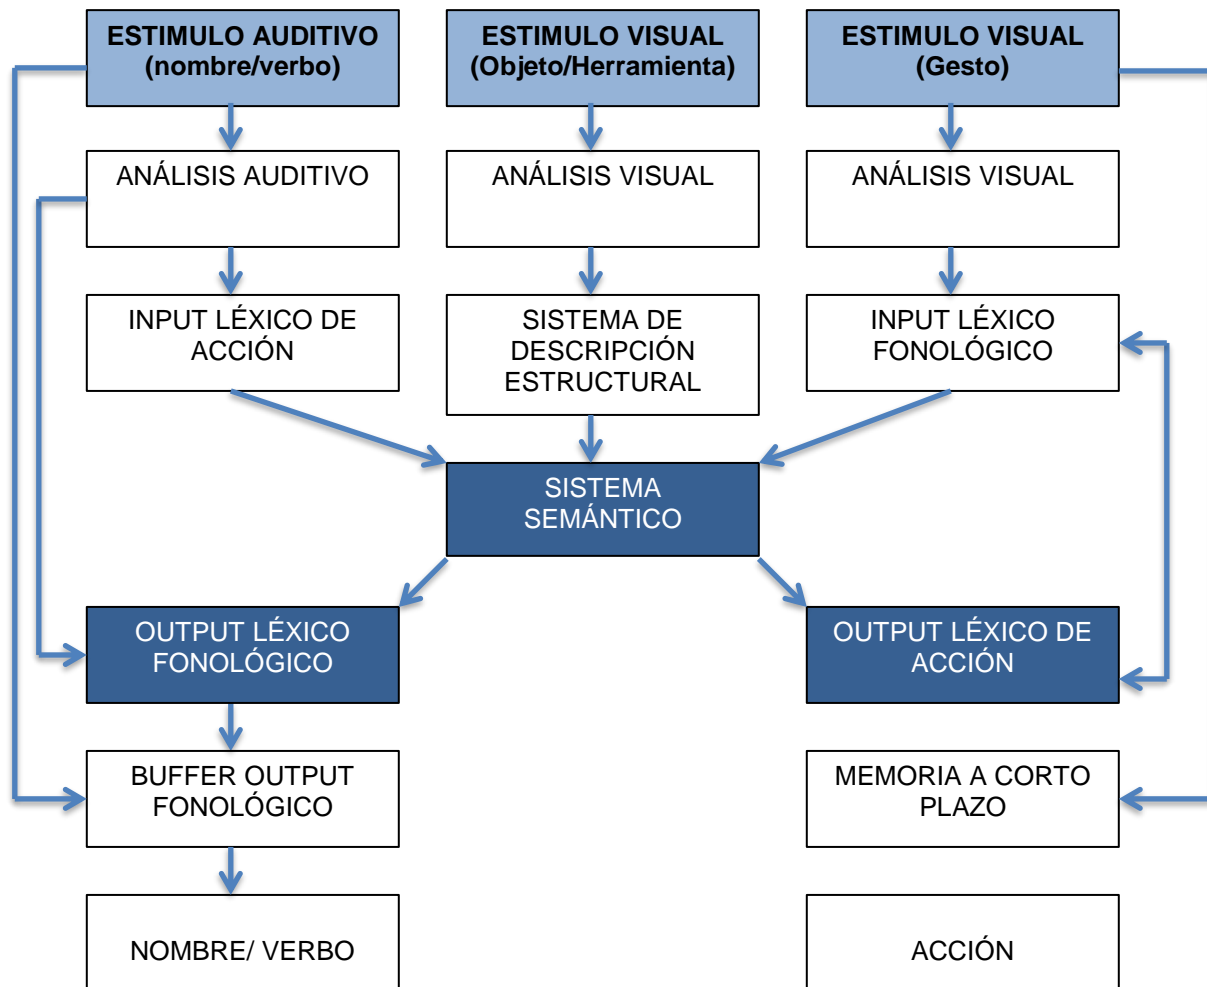 ESTIMULO AUDITIVO
(nombre/verbo)
ESTIMULO VISUAL
(Objeto/Herramienta)
ESTIMULO VISUAL
(Gesto)
ANÁLISIS AUDITIVO
ANÁLISIS VISUAL
ANÁLISIS VISUAL
INPUT LÉXICO DE
ACCIÓN
SISTEMA DE
DESCRIPCIÓN
ESTRUCTURAL
INPUT LÉXICO
FONOLÓGICO
SISTEMA
SEMÁNTICO
OUTPUT LÉXICO
FONOLÓGICO
OUTPUT LÉXICO DE
ACCIÓN
BUFFER OUTPUT
FONOLÓGICO
MEMORIA A CORTO
PLAZO
NOMBRE/ VERBO
ACCIÓN